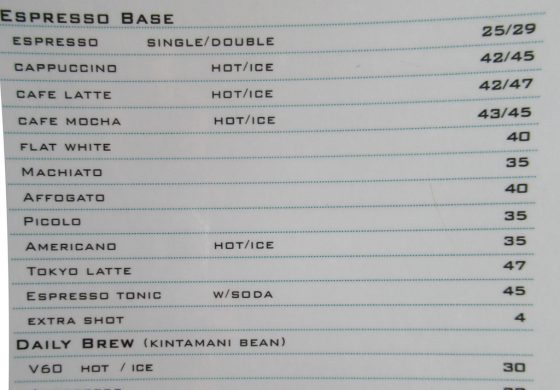 ESPRESSO BASE
ESPRESSO SINGLE/DOUBLE 25/29
CAPPUCCINO HOT/ICE 42/45
CAFE LATTE HOT/ICE 42/47
CAFE MOCHA HOT/ICE 43/45
FLAT WHITE 40
MACHIATO 35
AFFOGATO 40
PICOLO 35
AMERICANO HOT/ICE 35
TOKYO LATTE 47
ESPRESSO TONIC W/SODA 45
EXTRA SHOT 4
DAILY BREW (KINTAMANI BEAN)
V60 HOT / ICE 30